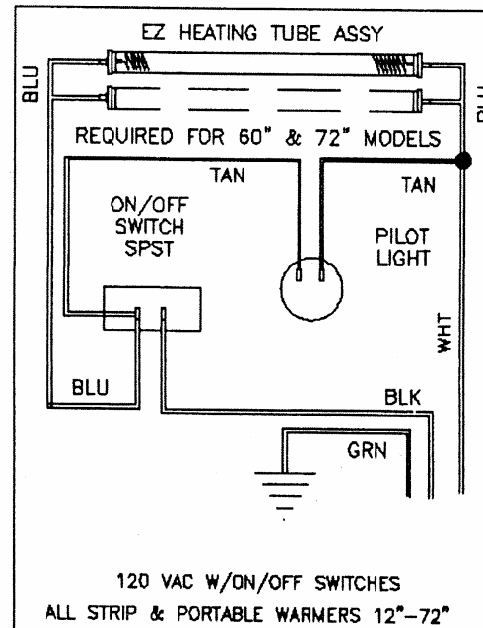 EZ HEATING TUBE ASSY
BLU
BLU
REQUIRED FOR 60" & 72" MODELS
TAN
TAN
ON/OFF
SWITCH
SPST
PILOT
LIGHT
WHT
BLU
BLK
GRN
120 VAC W/ON/OFF SWITCHES
ALL STRIP & PORTABLE WARMERS 12"-72"